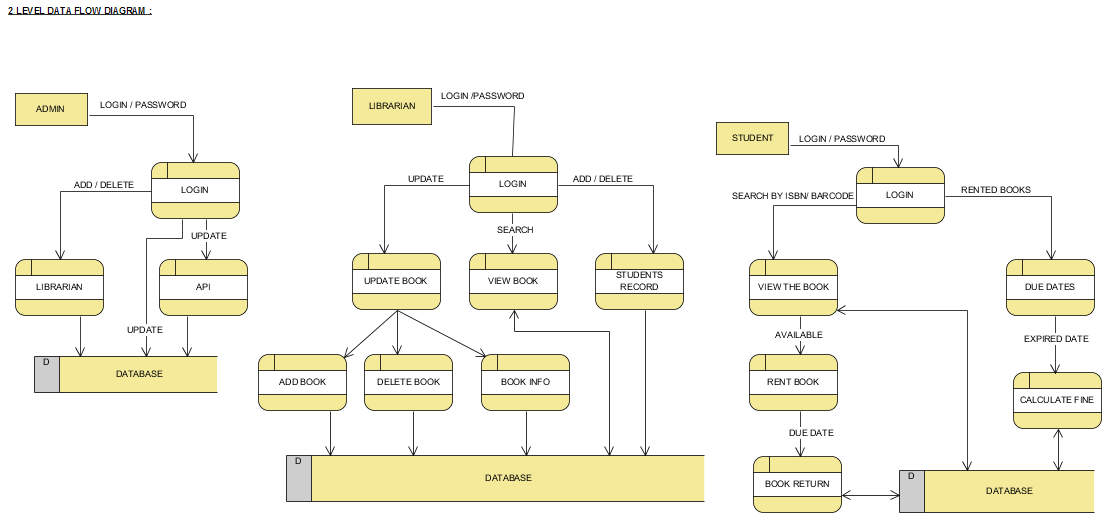 2 LEVEL DATA FLOW DIAGRAM :
ADMIN
LOGIN / PASSWORD
LOGIN
ADD / DELETE
UPDATE
LIBRARIAN
API
UPDATE
D
DATABASE
LIBRARIAN
LOGIN /PASSWORD
LOGIN
UPDATE
ADD / DELETE
SEARCH
UPDATE BOOK
VIEW BOOK
STUDENTS
RECORD
ADD BOOK
DELETE BOOK
BOOK INFO
D
DATABASE
STUDENT
LOGIN / PASSWORD
LOGIN
SEARCH BY ISBN/ BARCODE
RENTED BOOKS
VIEW THE BOOK
DUE DATES
AVAILABLE
EXPIRED DATE
RENT BOOK
CALCULATE FINE
DUE DATE
BOOK RETURN
D
DATABASE